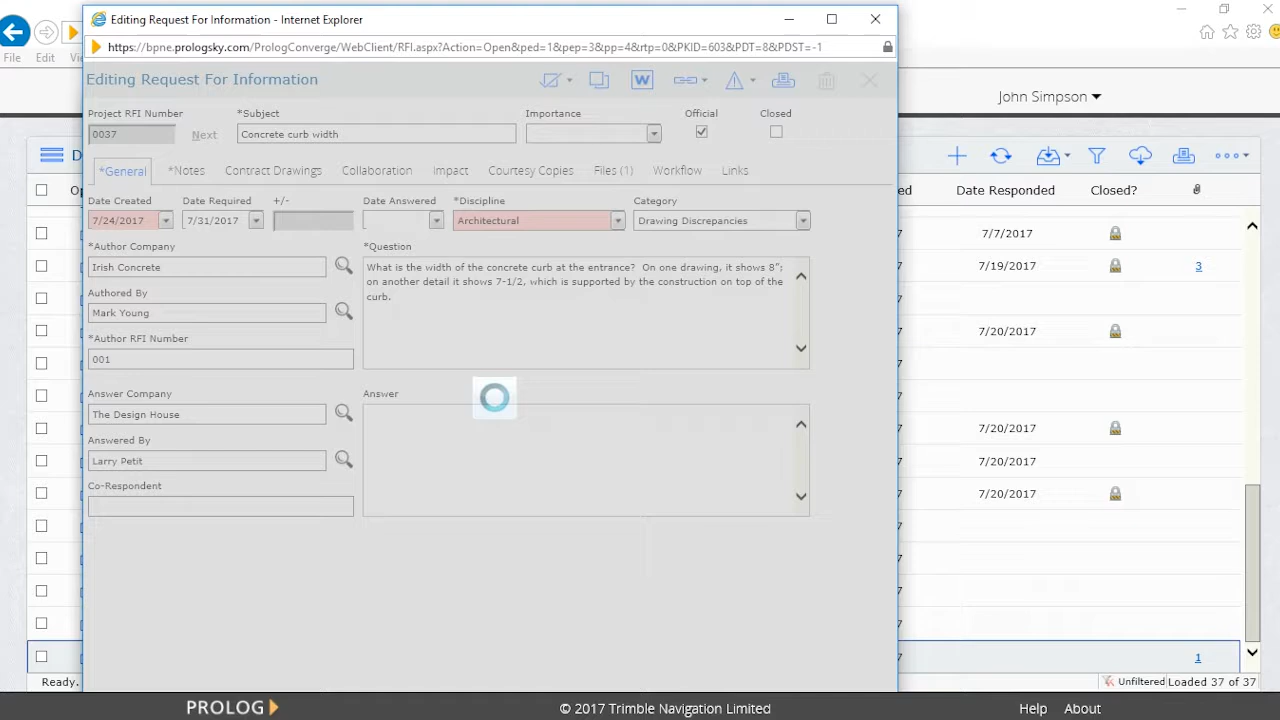 Editing Request For Information - Internet Explorer
https://bpne.prologsky.com/PrologConverge/WebClient/RFI.aspx?Action=Open&ped=1&pep=3&pp=4&rtp=0&PKID=603&PDT=8&PDST=-1
File Edit
Editing Request For Information
W
John Simpson
Project RFI Number *Subject Importance Official Closed
0037 Next Concrete curb width
*General *Notes Contract Drawings Collaboration Impact Courtesy Copies Files (1) Workflow Links
Date Responded Closed?
Date Created Date Required +/- Date Answered *Discipline Category
7/24/2017 7/31/2017 Architectural Drawing Discrepancies
7/7/2017
*Author Company *Question
Irish Concrete
What is the width of the concrete curb at the entrance? On one drawing, it shows 8";
on another detail it shows 7-1/2, which is supported by the construction on top of the
curb.
7/19/2017 3
Authored By
Mark Young
7/20/2017
*Author RFI Number
001
Answer Company Answer
The Design House
7/20/2017
Answered By
Larry Petit
7/20/2017
Co-Respondent
7/20/2017
1
Ready. Unfiltered Loaded 37 of 37
PROLOG © 2017 Trimble Navigation Limited Help About